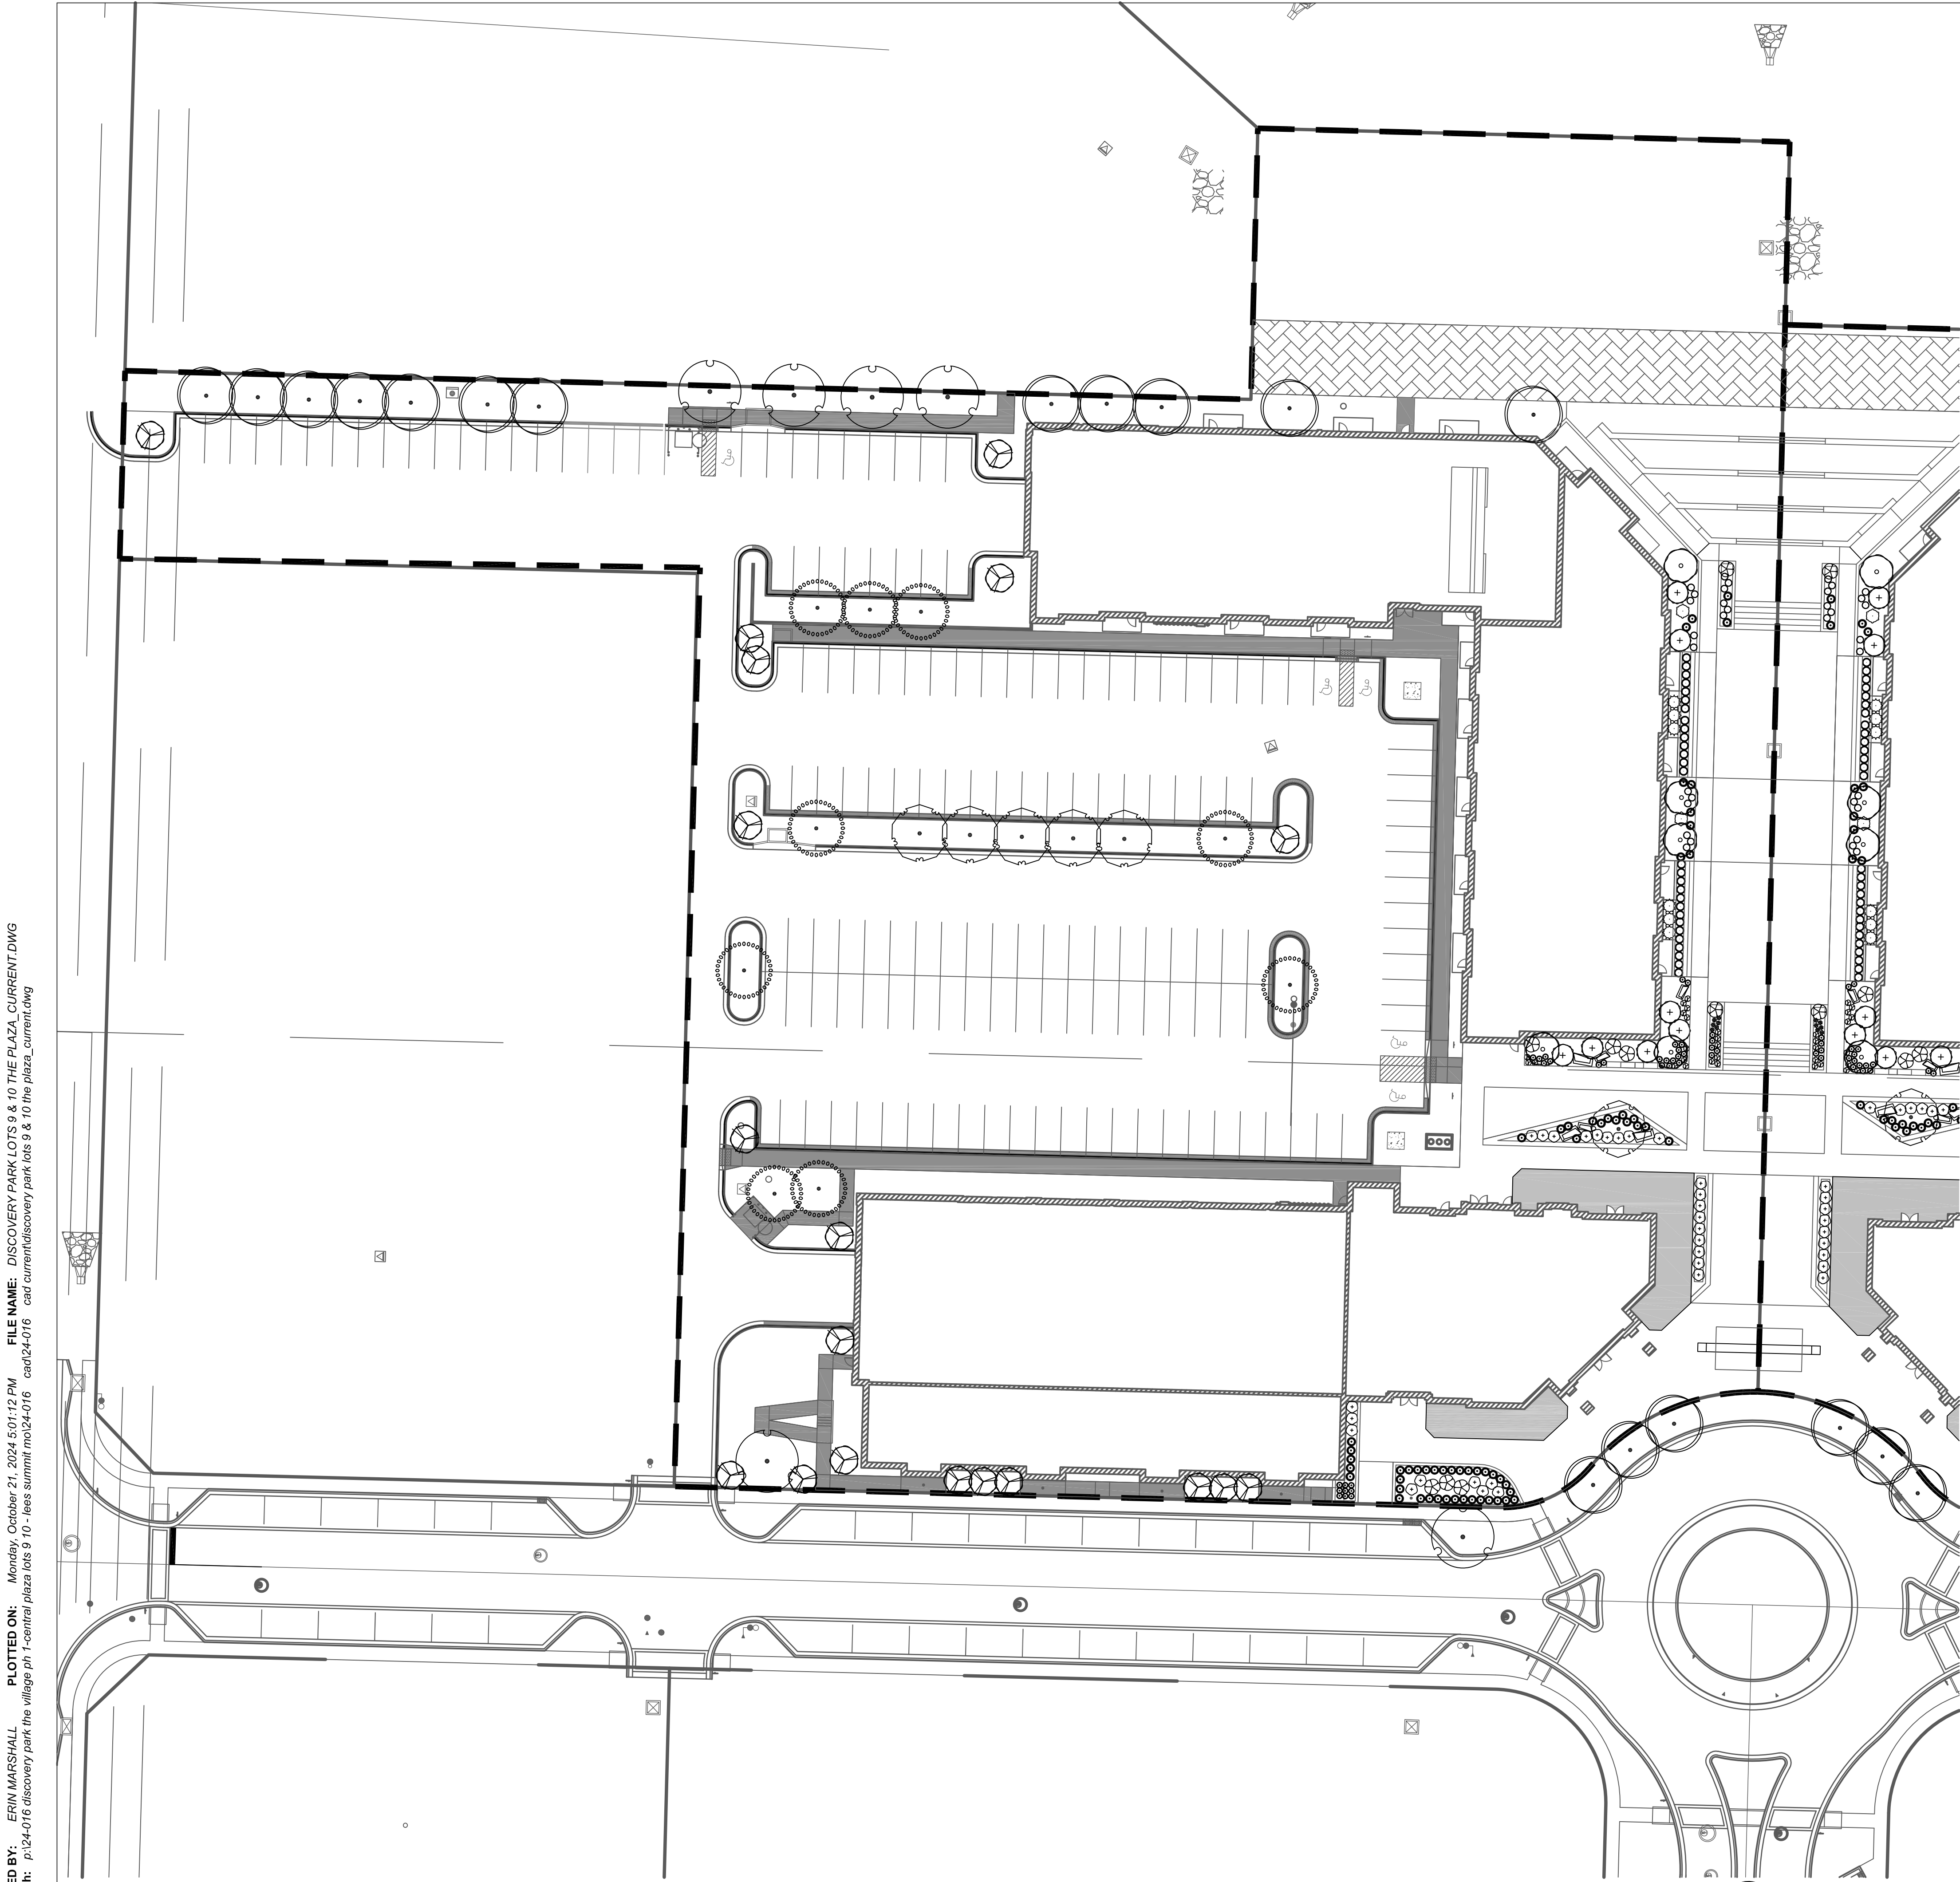 ED BY: ERIN MARSHALL PLOTTED ON: Monday, October 21, 2024 5:01:12 PM FILE NAME: DISCOVERY PARK LOTS 9 & 10 THE PLAZA_CURRENT.DWG
h: p:\24-016 discovery park the village ph 1-central plaza lots 9 10 - lees summit mo\24-016 cad\24-016 cad current\discovery park lots 9 & 10 the plaza_current.dwg